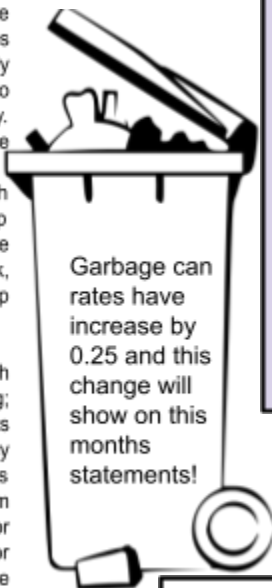 Garbage can
rates have
increase by
0.25 and this
change will
show on this
months
statements!